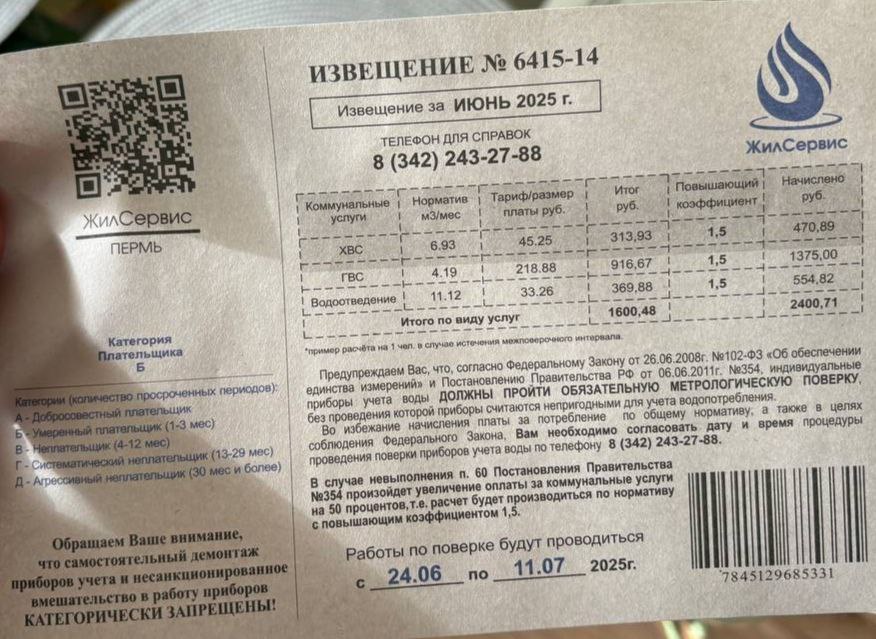 ЖилСервис
ПЕРМЬ
Категория
Плательщика
Б
Категории (количество просроченных периодов):
А - Добросовестный плательщик
Б - Умеренный плательщик (1-3 мес)
В - Неплательщик (4-12 мес)
Г - Систематический неплательщик (13-29 мес)
Д - Агрессивный неплательщик (30 мес и более)
Обращаем Ваше внимание,
что самостоятельный демонтаж
приборов учета и несанкционированное
вмешательство в работу приборов
КАТЕГОРИЧЕСКИ ЗАПРЕЩЕНЫ!
ИЗВЕЩЕНИЕ № 6415-14
Извещение за ИЮНЬ 2025 г.
ТЕЛЕФОН ДЛЯ СПРАВОК
8 (342) 243-27-88
ЖилСервис
Коммунальные услуги Норматив м3/мес Тариф/размер платы руб. Итог руб. Повышающий коэффициент Начислено руб.
ХВС 6.93 45.25 313,93 1,5 470,89
ГВС 4.19 218.88 916,67 1,5 1375,00
Водоотведение 11.12 33.26 369,88 1,5 554,82
Итого по виду услуг 1600,48 2400,71
*пример расчёта на 1 чел. в случае истечения межповерочного интервала.
Предупреждаем Вас, что, согласно Федеральному Закону от 26.06.2008г. №102-ФЗ «Об обеспечении
единства измерений» и Постановлению Правительства РФ от 06.06.2011г. №354, индивидуальные
приборы учета воды ДОЛЖНЫ ПРОЙТИ ОБЯЗАТЕЛЬНУЮ МЕТРОЛОГИЧЕСКУЮ ПОВЕРКУ,
без проведения которой приборы считаются непригодными для учета водопотребления.
Во избежание начисления платы за потребление по общему нормативу, а также в целях
соблюдения Федерального Закона, Вам необходимо согласовать дату и время процедуры
проведения поверки приборов учета воды по телефону 8 (342) 243-27-88.
В случае невыполнения п. 60 Постановления Правительства
№354 произойдет увеличение оплаты за коммунальные услуги
на 50 процентов, т.е. расчет будет производиться по нормативу
с повышающим коэффициентом 1,5.
Работы по поверке будут проводиться
с 24.06 по 11.07 2025г.
7845129685331